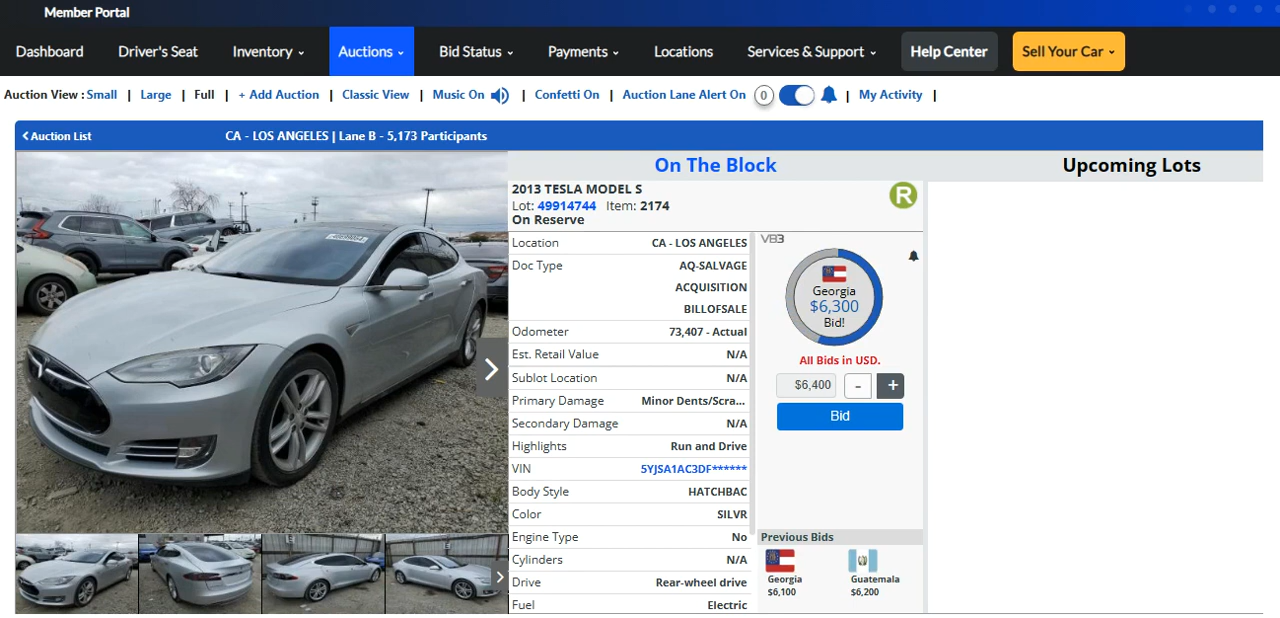 Member Portal
Dashboard Driver's Seat Inventory Auctions Bid Status Payments Locations Services & Support Help Center Sell Your Car
Auction View : Small | Large | Full | + Add Auction | Classic View | Music On | Confetti On | Auction Lane Alert On 0 | My Activity |
Auction List CA - LOS ANGELES | Lane B - 5,173 Participants
On The Block Upcoming Lots
2013 TESLA MODEL S
R
Lot: 49914744 Item: 2174
On Reserve
Location CA - LOS ANGELES
Doc Type AQ-SALVAGE
ACQUISITION
BILLOFSALE
Odometer 73,407 - Actual
Est. Retail Value N/A
Sublot Location N/A
Primary Damage Minor Dents/Scra...
Secondary Damage N/A
Highlights Run and Drive
VIN 5YJSA1AC3DF******
Body Style HATCHBAC
Color SILVR
Engine Type No
Cylinders N/A
Drive Rear-wheel drive
Fuel Electric
VB3
Georgia
$6,300
Bid!
All Bids in USD.
$6,400 - +
Bid
Previous Bids
Georgia Guatemala
$6,100 $6,200